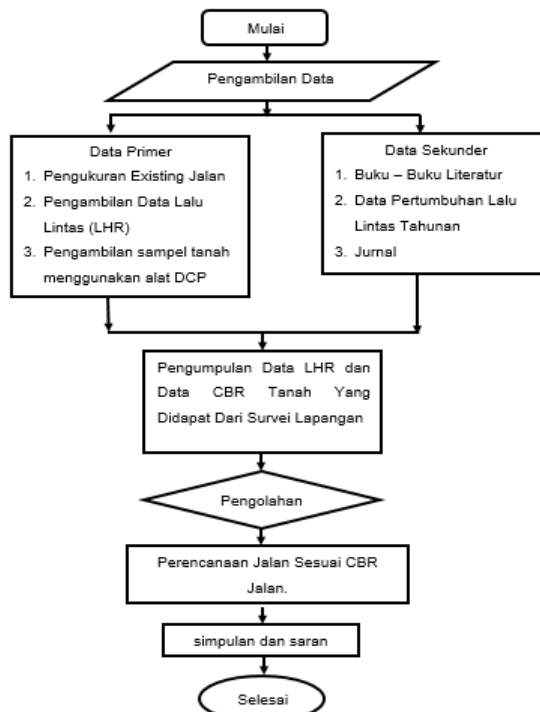 Mulai
Pengambilan Data
Data Primer
1. Pengukuran Existing Jalan
2. Pengambilan Data Lalu
Lintas (LHR)
3. Pengambilan sampel tanah
menggunakan alat DCP
Data Sekunder
1. Buku – Buku Literatur
2. Data Pertumbuhan Lalu
Lintas Tahunan
3. Jurnal
Pengumpulan Data LHR dan
Data CBR Tanah Yang
Didapat Dari Survei Lapangan
Pengolahan
Perencanaan Jalan Sesuai CBR
Jalan.
simpulan dan saran
Selesai